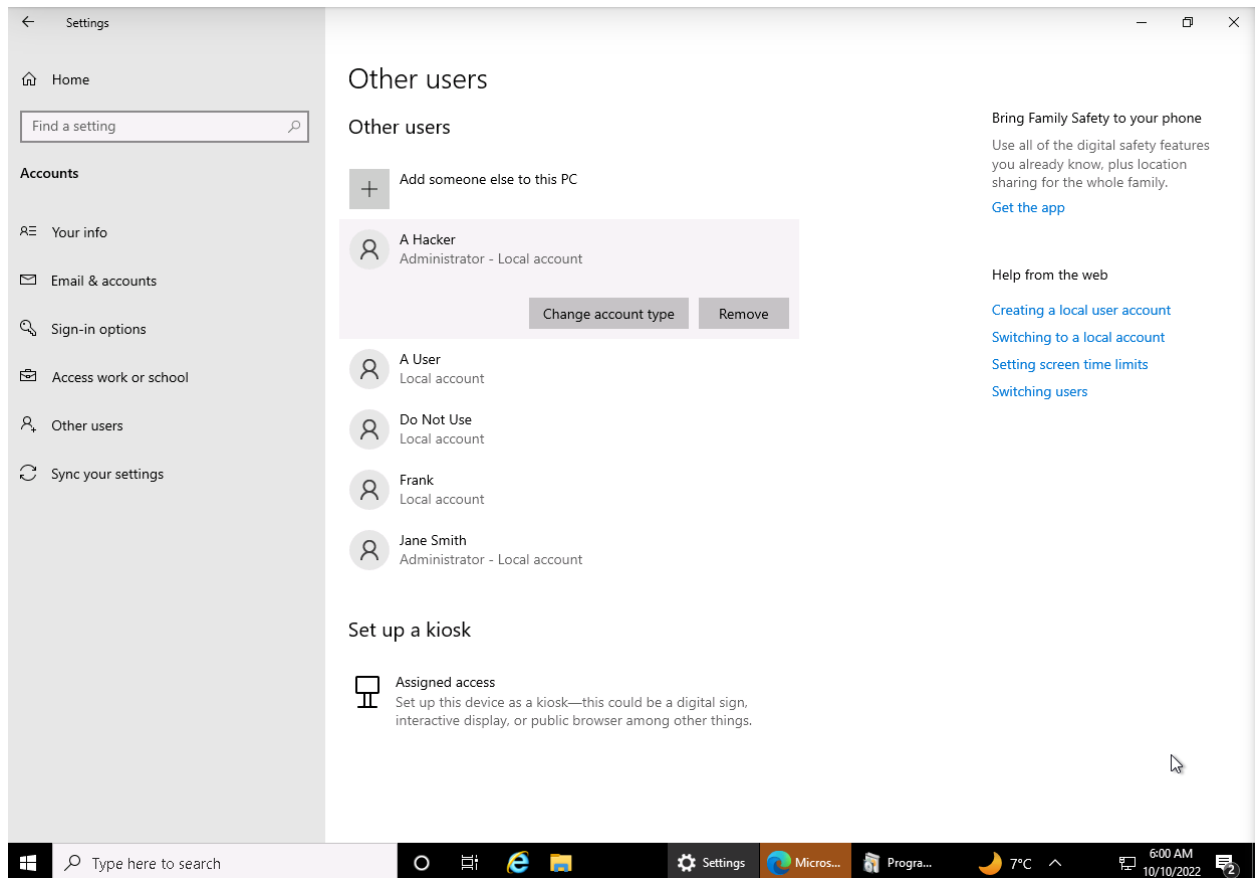 Settings
Home
Find a setting
Accounts
Your info
Email & accounts
Sign-in options
Access work or school
Other users
Sync your settings
Other users
Other users
Add someone else to this PC
A Hacker
Administrator - Local account
Change account type
Remove
A User
Local account
Do Not Use
Local account
Frank
Local account
Jane Smith
Administrator - Local account
Set up a kiosk
Assigned access
Set up this device as a kiosk—this could be a digital sign,
interactive display, or public browser among other things.
Bring Family Safety to your phone
Use all of the digital safety features
you already know, plus location
sharing for the whole family.
Get the app
Help from the web
Creating a local user account
Switching to a local account
Setting screen time limits
Switching users
Type here to search
Settings
Micros...
Progra...
7°C
6:00 AM
10/10/2022
2